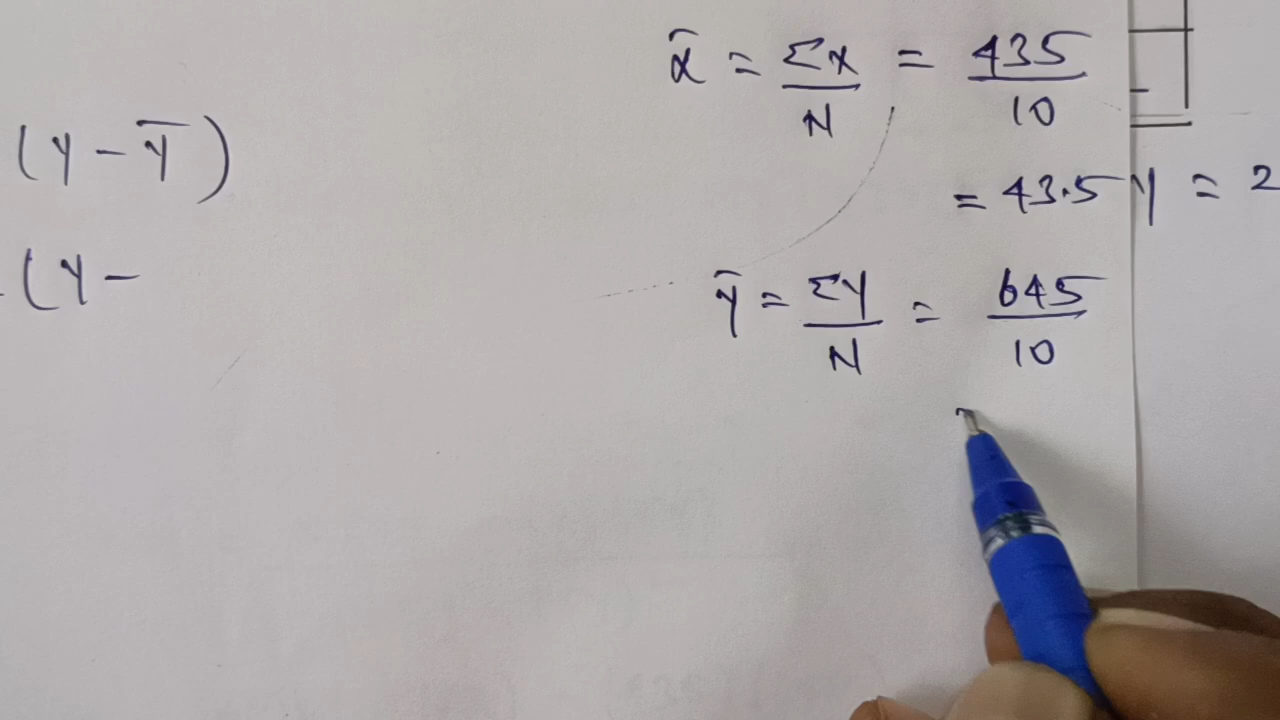 x̄ = Σx/N = 435/10
(y - ȳ)
= 43.5
y = 2
(y -
ȳ = Σy/N = 645/10